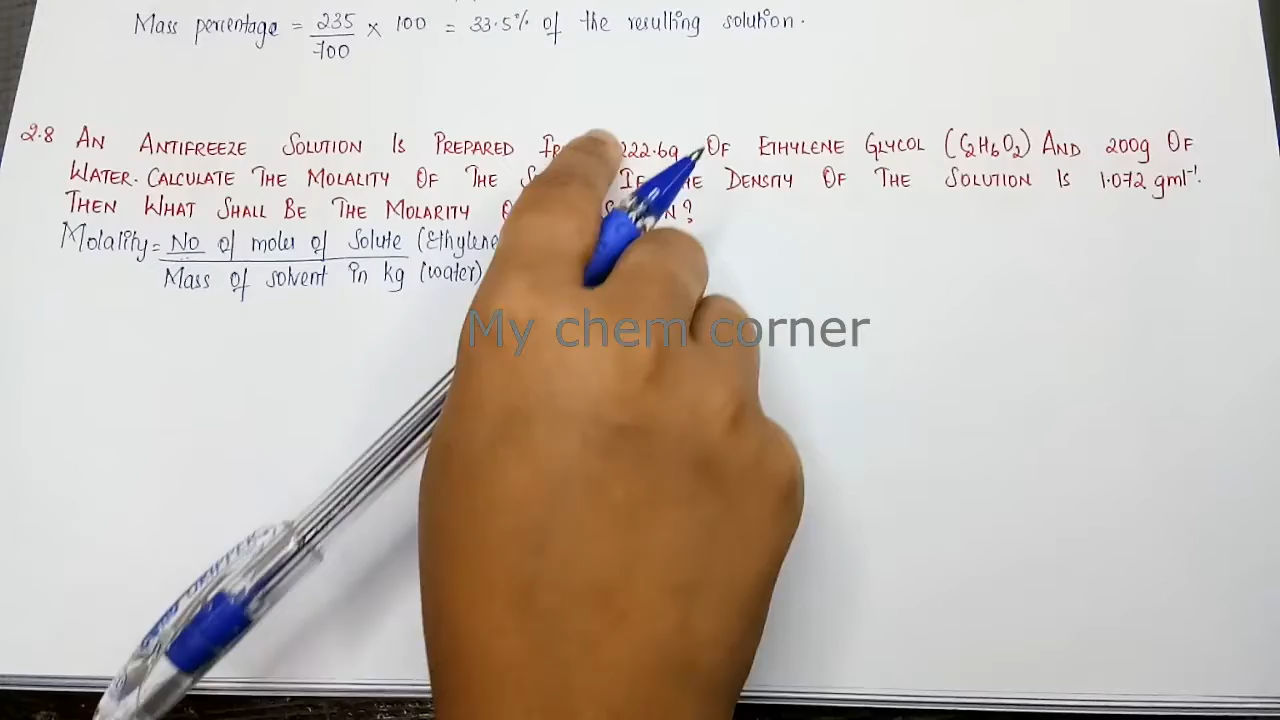 Mass percentage = 235/700 × 100 = 33.5% of the resulting solution.
2.8 AN ANTIFREEZE SOLUTION IS PREPARED 222.6g OF ETHYLENE GLYCOL (C2H6O2) AND 200g OF
WATER. CALCULATE THE MOLALITY OF THE IF DENSITY OF THE SOLUTION IS 1.072 gml⁻¹.
THEN WHAT SHALL BE THE MOLARITY ?
Molality = No of moles of Solute (Ethylene
Mass of solvent in kg (water)
My chem corner